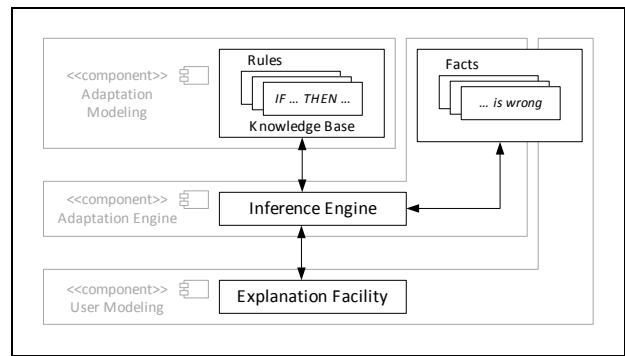 <<component>>
Adaptation
Modeling
Rules
IF ... THEN ...
Knowledge Base
Facts
... is wrong
<<component>>
Adaptation Engine
Inference Engine
<<component>>
User Modeling
Explanation Facility